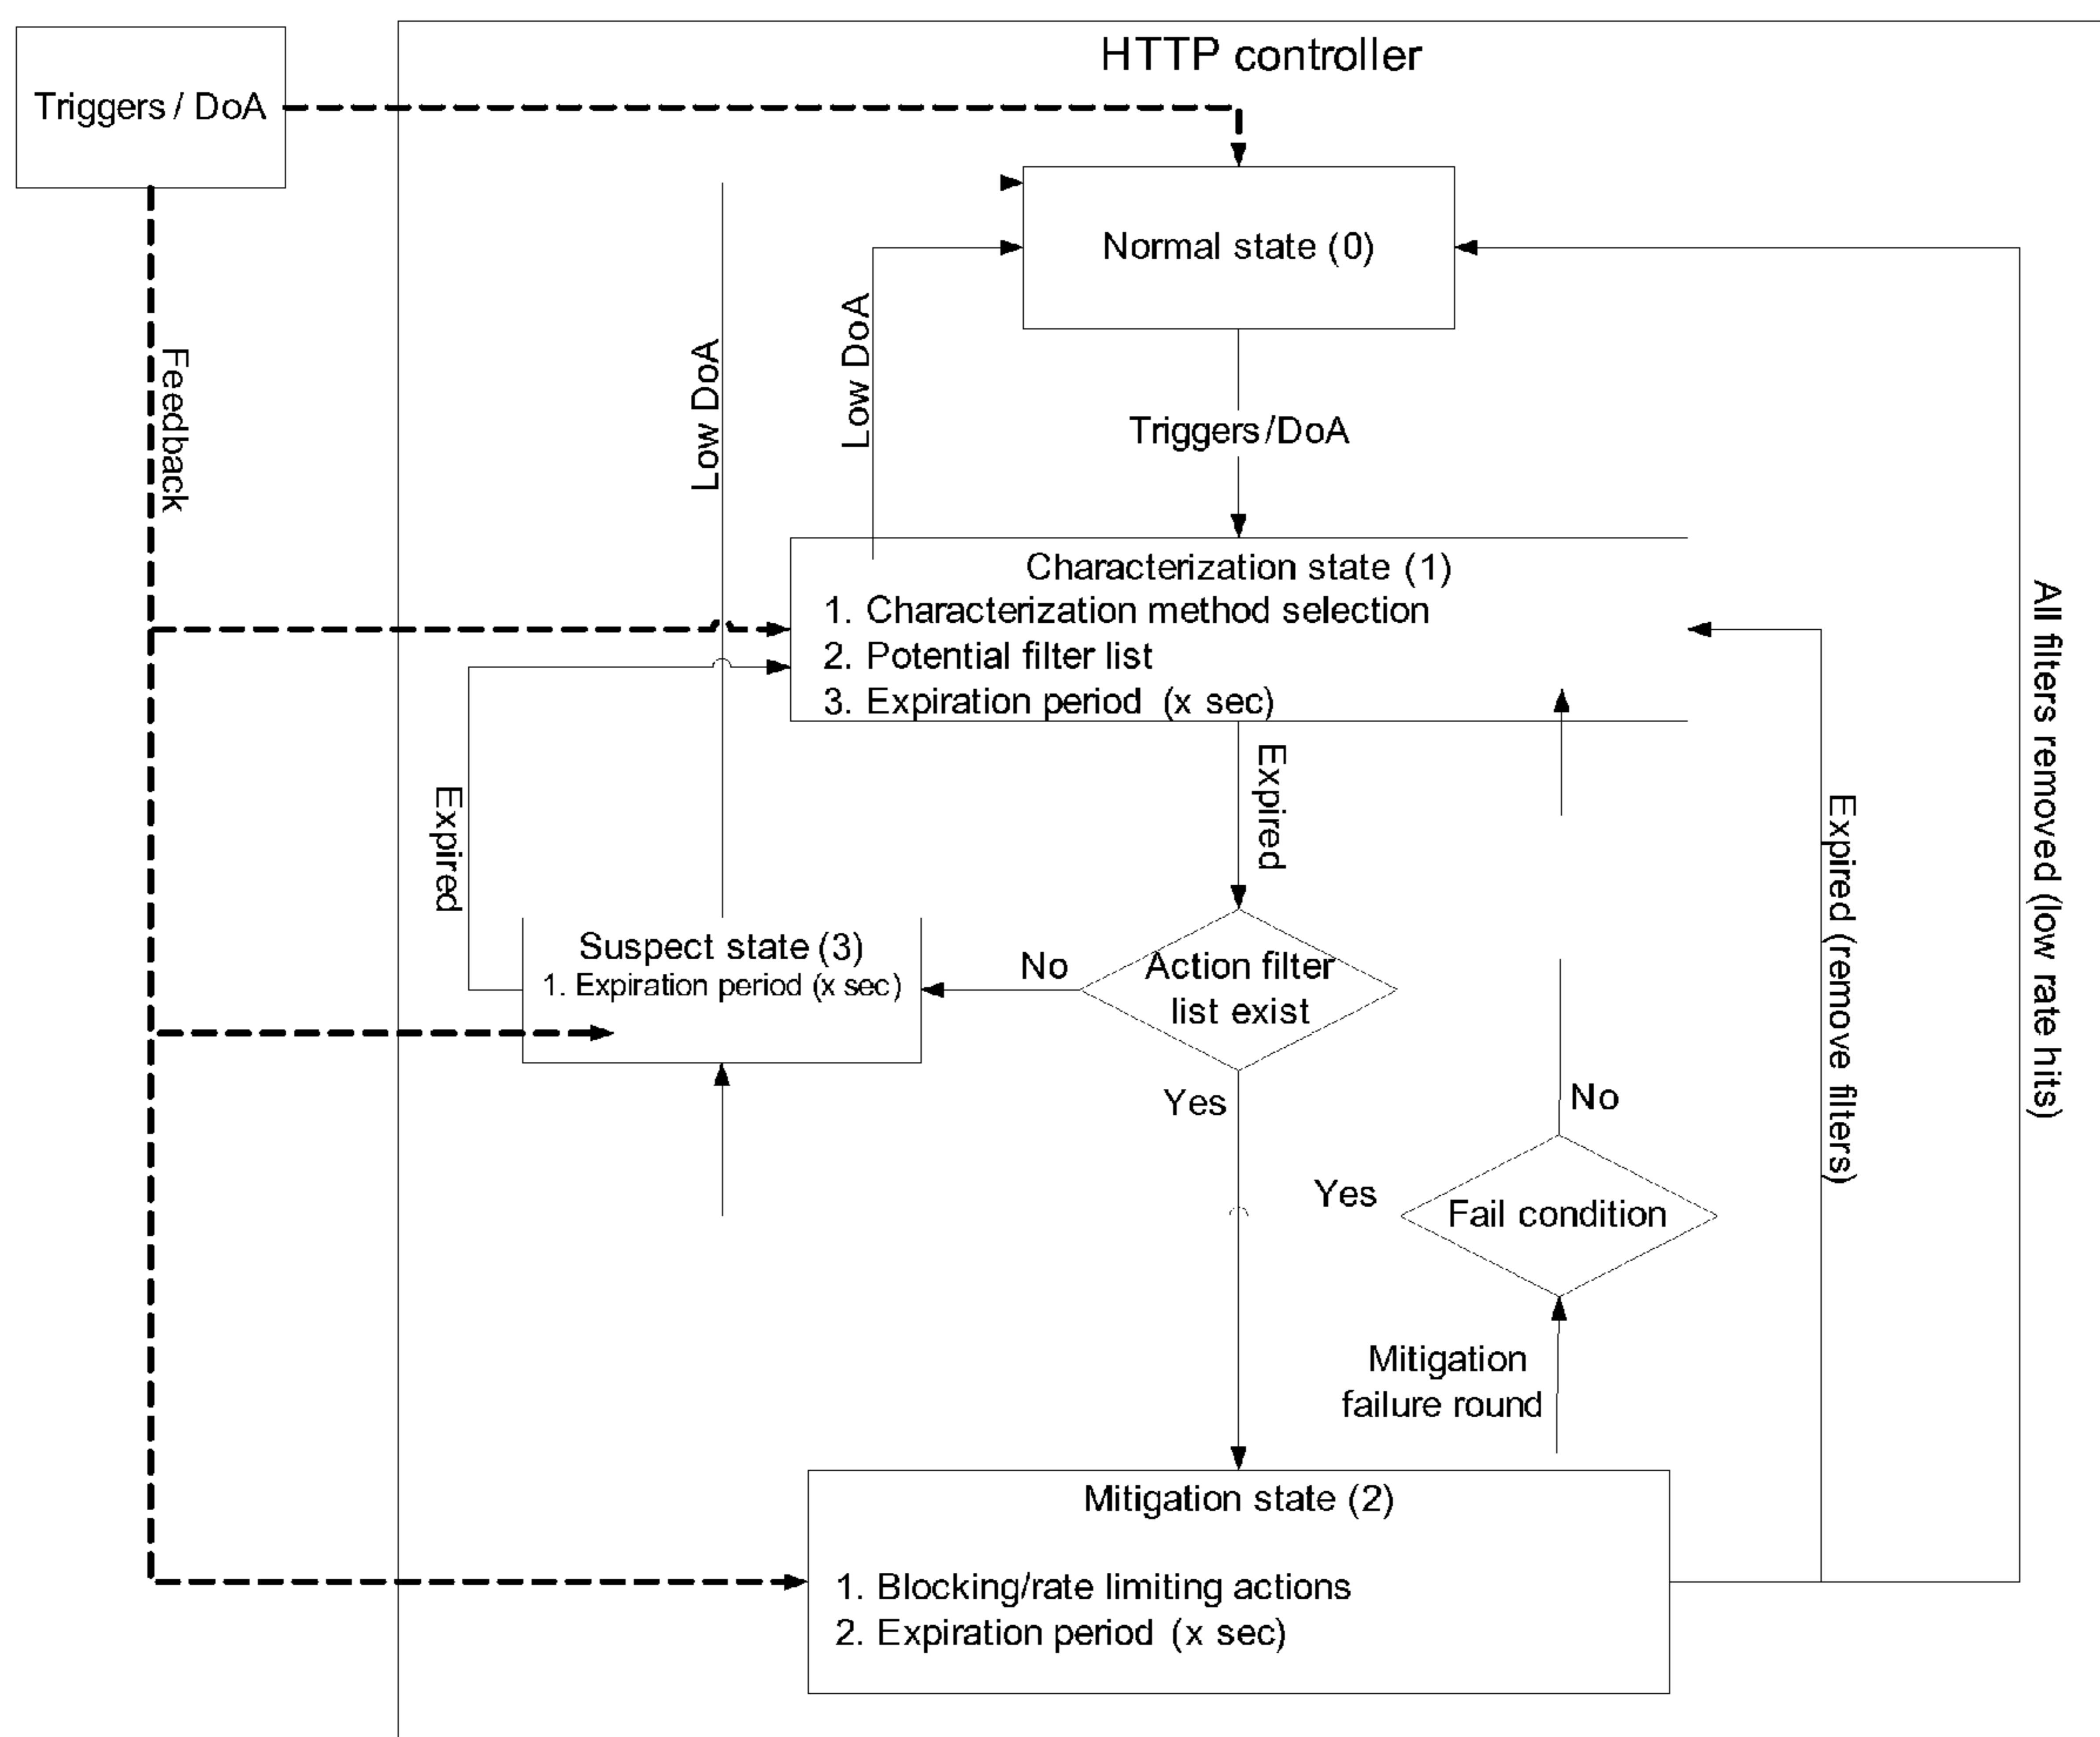 HTTP controller
Triggers / DoA
Normal state (0)
Feedback
Low DoA
Low DoA
Triggers/DoA
Characterization state (1)
1. Characterization method selection
2. Potential filter list
3. Expiration period (x sec)
All filters removed (low rate hits)
Expired
Expired
Expired (remove filters)
Suspect state (3)
1. Expiration period (x sec)
No
Action filter
list exist
Yes
No
Yes
Fail condition
Mitigation
failure round
Mitigation state (2)
1. Blocking/rate limiting actions
2. Expiration period (x sec)